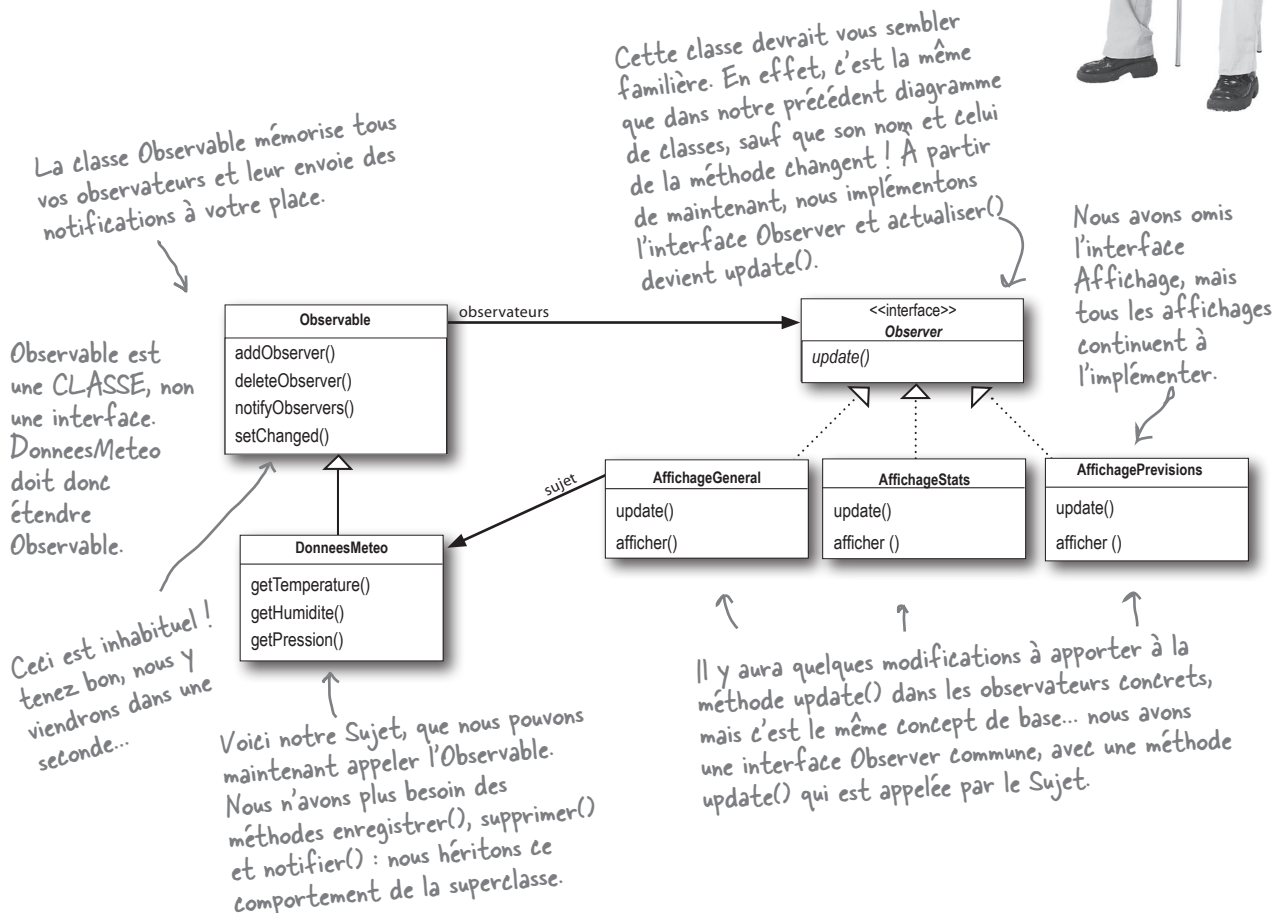 Cette classe devrait vous sembler
familière. En effet, c'est la même
que dans notre précédent diagramme
de classes, sauf que son nom et celui
de la méthode changent ! À partir
de maintenant, nous implémentons
l'interface Observer et actualiser()
devient update().
La classe Observable mémorise tous
vos observateurs et leur envoie des
notifications à votre place.
Nous avons omis
l'interface
Affichage, mais
tous les affichages
continuent à
l'implémenter.
Observable
addObserver()
deleteObserver()
notifyObservers()
setChanged()
observateurs
<<interface>>
Observer
update()
Observable est
une CLASSE, non
une interface.
DonneesMeteo
doit donc
étendre
Observable.
sujet
AffichageGeneral
update()
afficher()
AffichageStats
update()
afficher ()
AffichagePrevisions
update()
afficher ()
DonneesMeteo
getTemperature()
getHumidite()
getPression()
Ceci est inhabituel !
tenez bon, nous y
viendrons dans une
seconde...
Voici notre Sujet, que nous pouvons
maintenant appeler l'Observable.
Nous n'avons plus besoin des
méthodes enregistrer(), supprimer()
et notifier() : nous héritons ce
comportement de la superclasse.
Il y aura quelques modifications à apporter à la
méthode update() dans les observateurs concrets,
mais c'est le même concept de base... nous avons
une interface Observer commune, avec une méthode
update() qui est appelée par le Sujet.